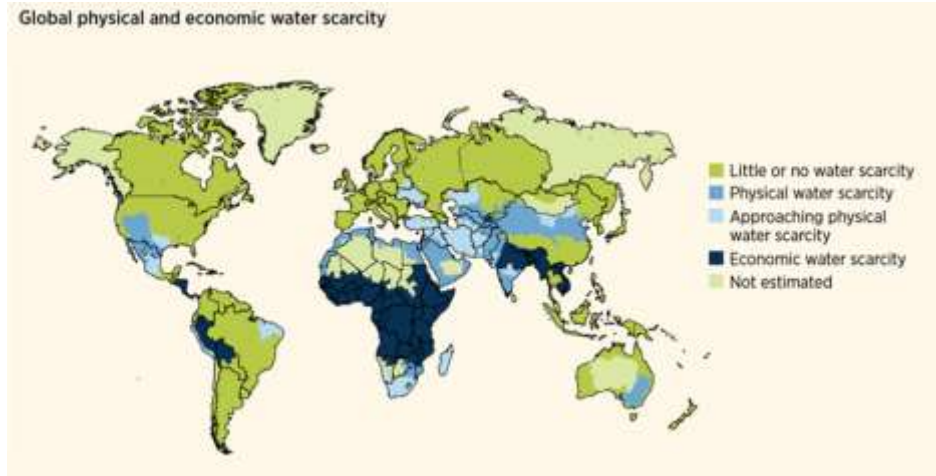 Global physical and economic water scarcity
Little or no water scarcity
Physical water scarcity
Approaching physical
water scarcity
Economic water scarcity
Not estimated